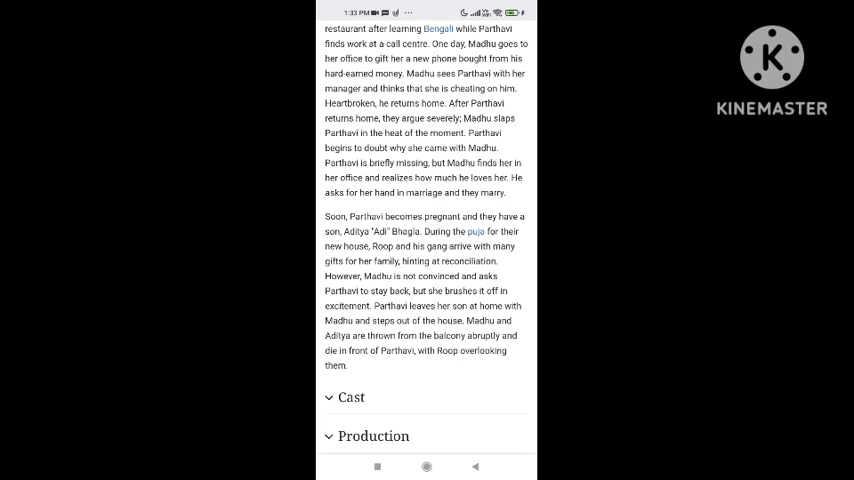 1:33 PM
restaurant after learning Bengali while Parthavi
finds work at a call centre. One day, Madhu goes to
her office to gift her a new phone bought from his
hard-earned money. Madhu sees Parthavi with her
manager and thinks that she is cheating on him.
Heartbroken, he returns home. After Parthavi
returns home, they argue severely; Madhu slaps
Parthavi in the heat of the moment. Parthavi
begins to doubt why she came with Madhu.
Parthavi is briefly missing, but Madhu finds her in
her office and realizes how much he loves her. He
asks for her hand in marriage and they marry.
Soon, Parthavi becomes pregnant and they have a
son, Aditya "Adi" Bhagla. During the puja for their
new house, Roop and his gang arrive with many
gifts for her family, hinting at reconciliation.
However, Madhu is not convinced and asks
Parthavi to stay back, but she brushes it off in
excitement. Parthavi leaves her son at home with
Madhu and steps out of the house. Madhu and
Aditya are thrown from the balcony abruptly and
die in front of Parthavi, with Roop overlooking
them.
Cast
Production
K
KINEMASTER